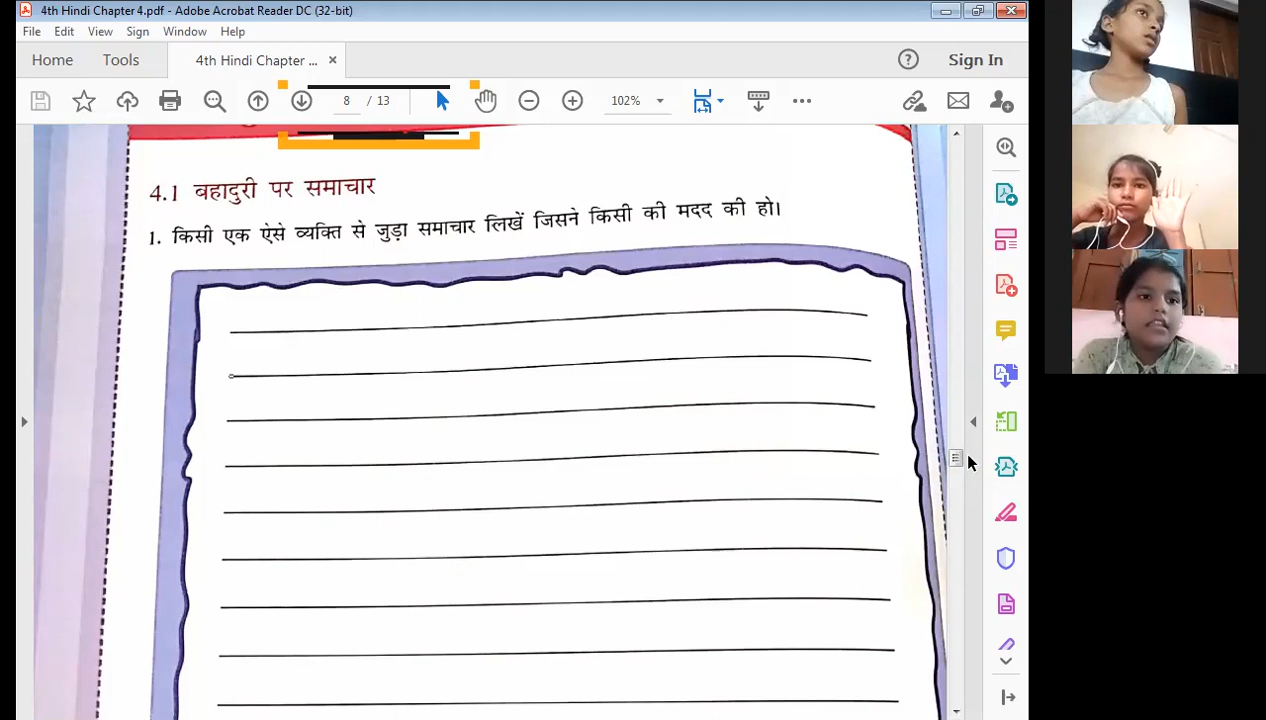 4th Hindi Chapter 4.pdf - Adobe Acrobat Reader DC (32-bit)
File Edit View Sign Window Help
Home Tools 4th Hindi Chapter ... × Sign In
8 / 13 102%
4.1 बहादुरी पर समाचार
1. किसी एक ऐसे व्यक्ति से जुड़ा समाचार लिखें जिसने किसी की मदद की हो।